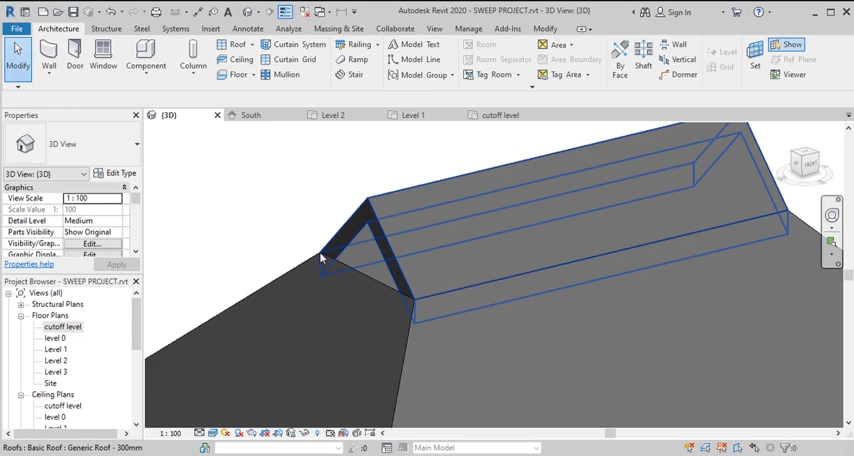 Autodesk Revit 2020 - SWEEP PROJECT.rvt - 3D View: {3D}
Sign In
File Architecture Structure Steel Systems Insert Annotate Analyze Massing & Site Collaborate View Manage Add-Ins Modify
Modify Wall Door Window Component Column
Roof Curtain System Railing Model Text Room Area Wall Level Show
Ceiling Curtain Grid Ramp Model Line Room Separator Area Boundary Vertical Grid Ref Plane
Floor Mullion Stair Model Group Tag Room Tag Area Dormer Viewer
By Face Shaft Set
Properties
{3D} South Level 2 Level 1 cutoff level
3D View
3D View: {3D} Edit Type
Graphics
View Scale 1 : 100
Scale Value 1: 100
Detail Level Medium
Parts Visibility Show Original
Visibility/Grap... Edit...
Graphic Displa... Edit...
Properties help Apply
Project Browser - SWEEP PROJECT.rvt
Views (all)
Structural Plans
Floor Plans
cutoff level
level 0
Level 1
Level 2
Level 3
Site
Ceiling Plans
cutoff level
level 0
Level 1
FRONT
1 : 100
Roofs : Basic Roof : Generic Roof - 300mm
:0
Main Model
:0